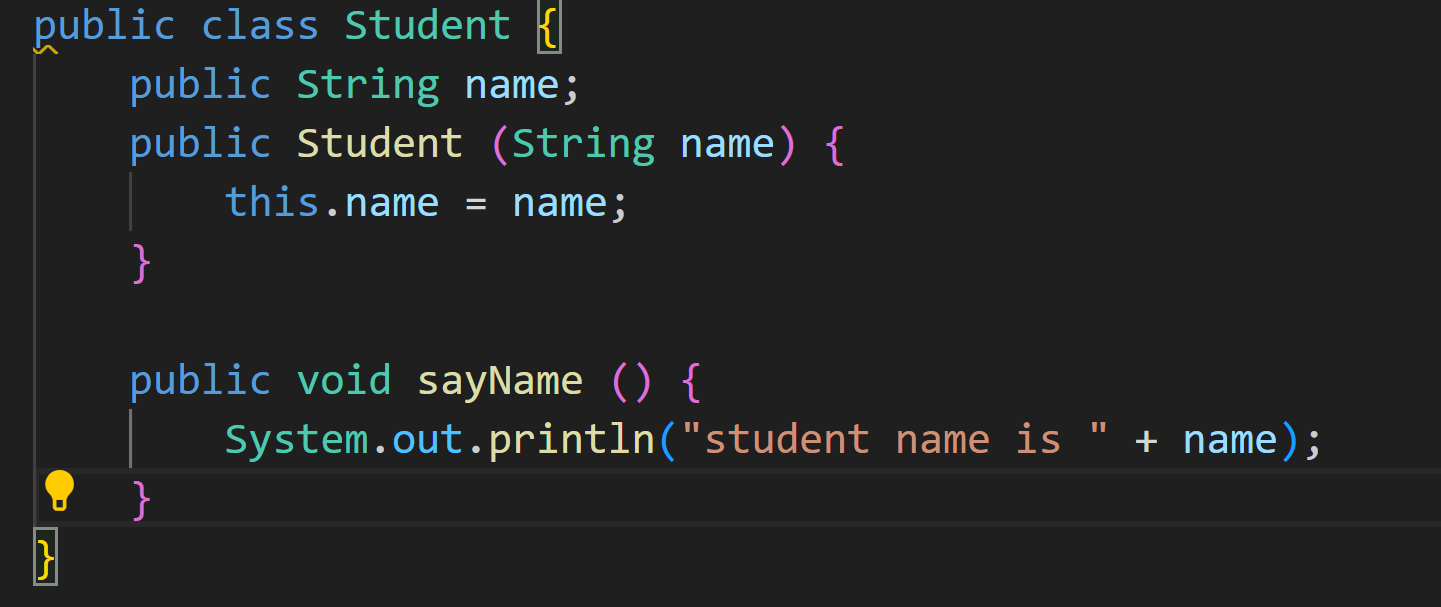 public class Student {
    public String name;
    public Student (String name) {
        this.name = name;
    }

    public void sayName () {
        System.out.println("student name is " + name);
    }
}